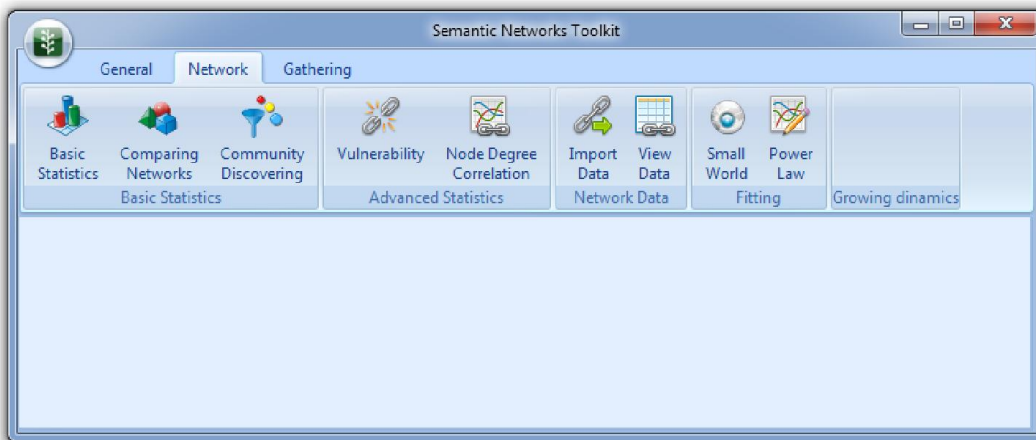 Semantic Networks Toolkit
General Network Gathering
Basic Statistics
Comparing Networks
Community Discovering
Vulnerability
Node Degree Correlation
Import Data
View Data
Small World
Power Law
Basic Statistics
Advanced Statistics
Network Data
Fitting
Growing dinamics